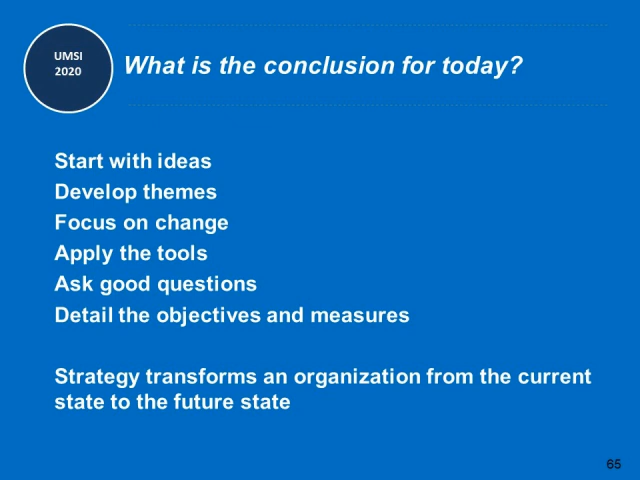 UMSI
2020
What is the conclusion for today?
Start with ideas
Develop themes
Focus on change
Apply the tools
Ask good questions
Detail the objectives and measures
Strategy transforms an organization from the current
state to the future state
65